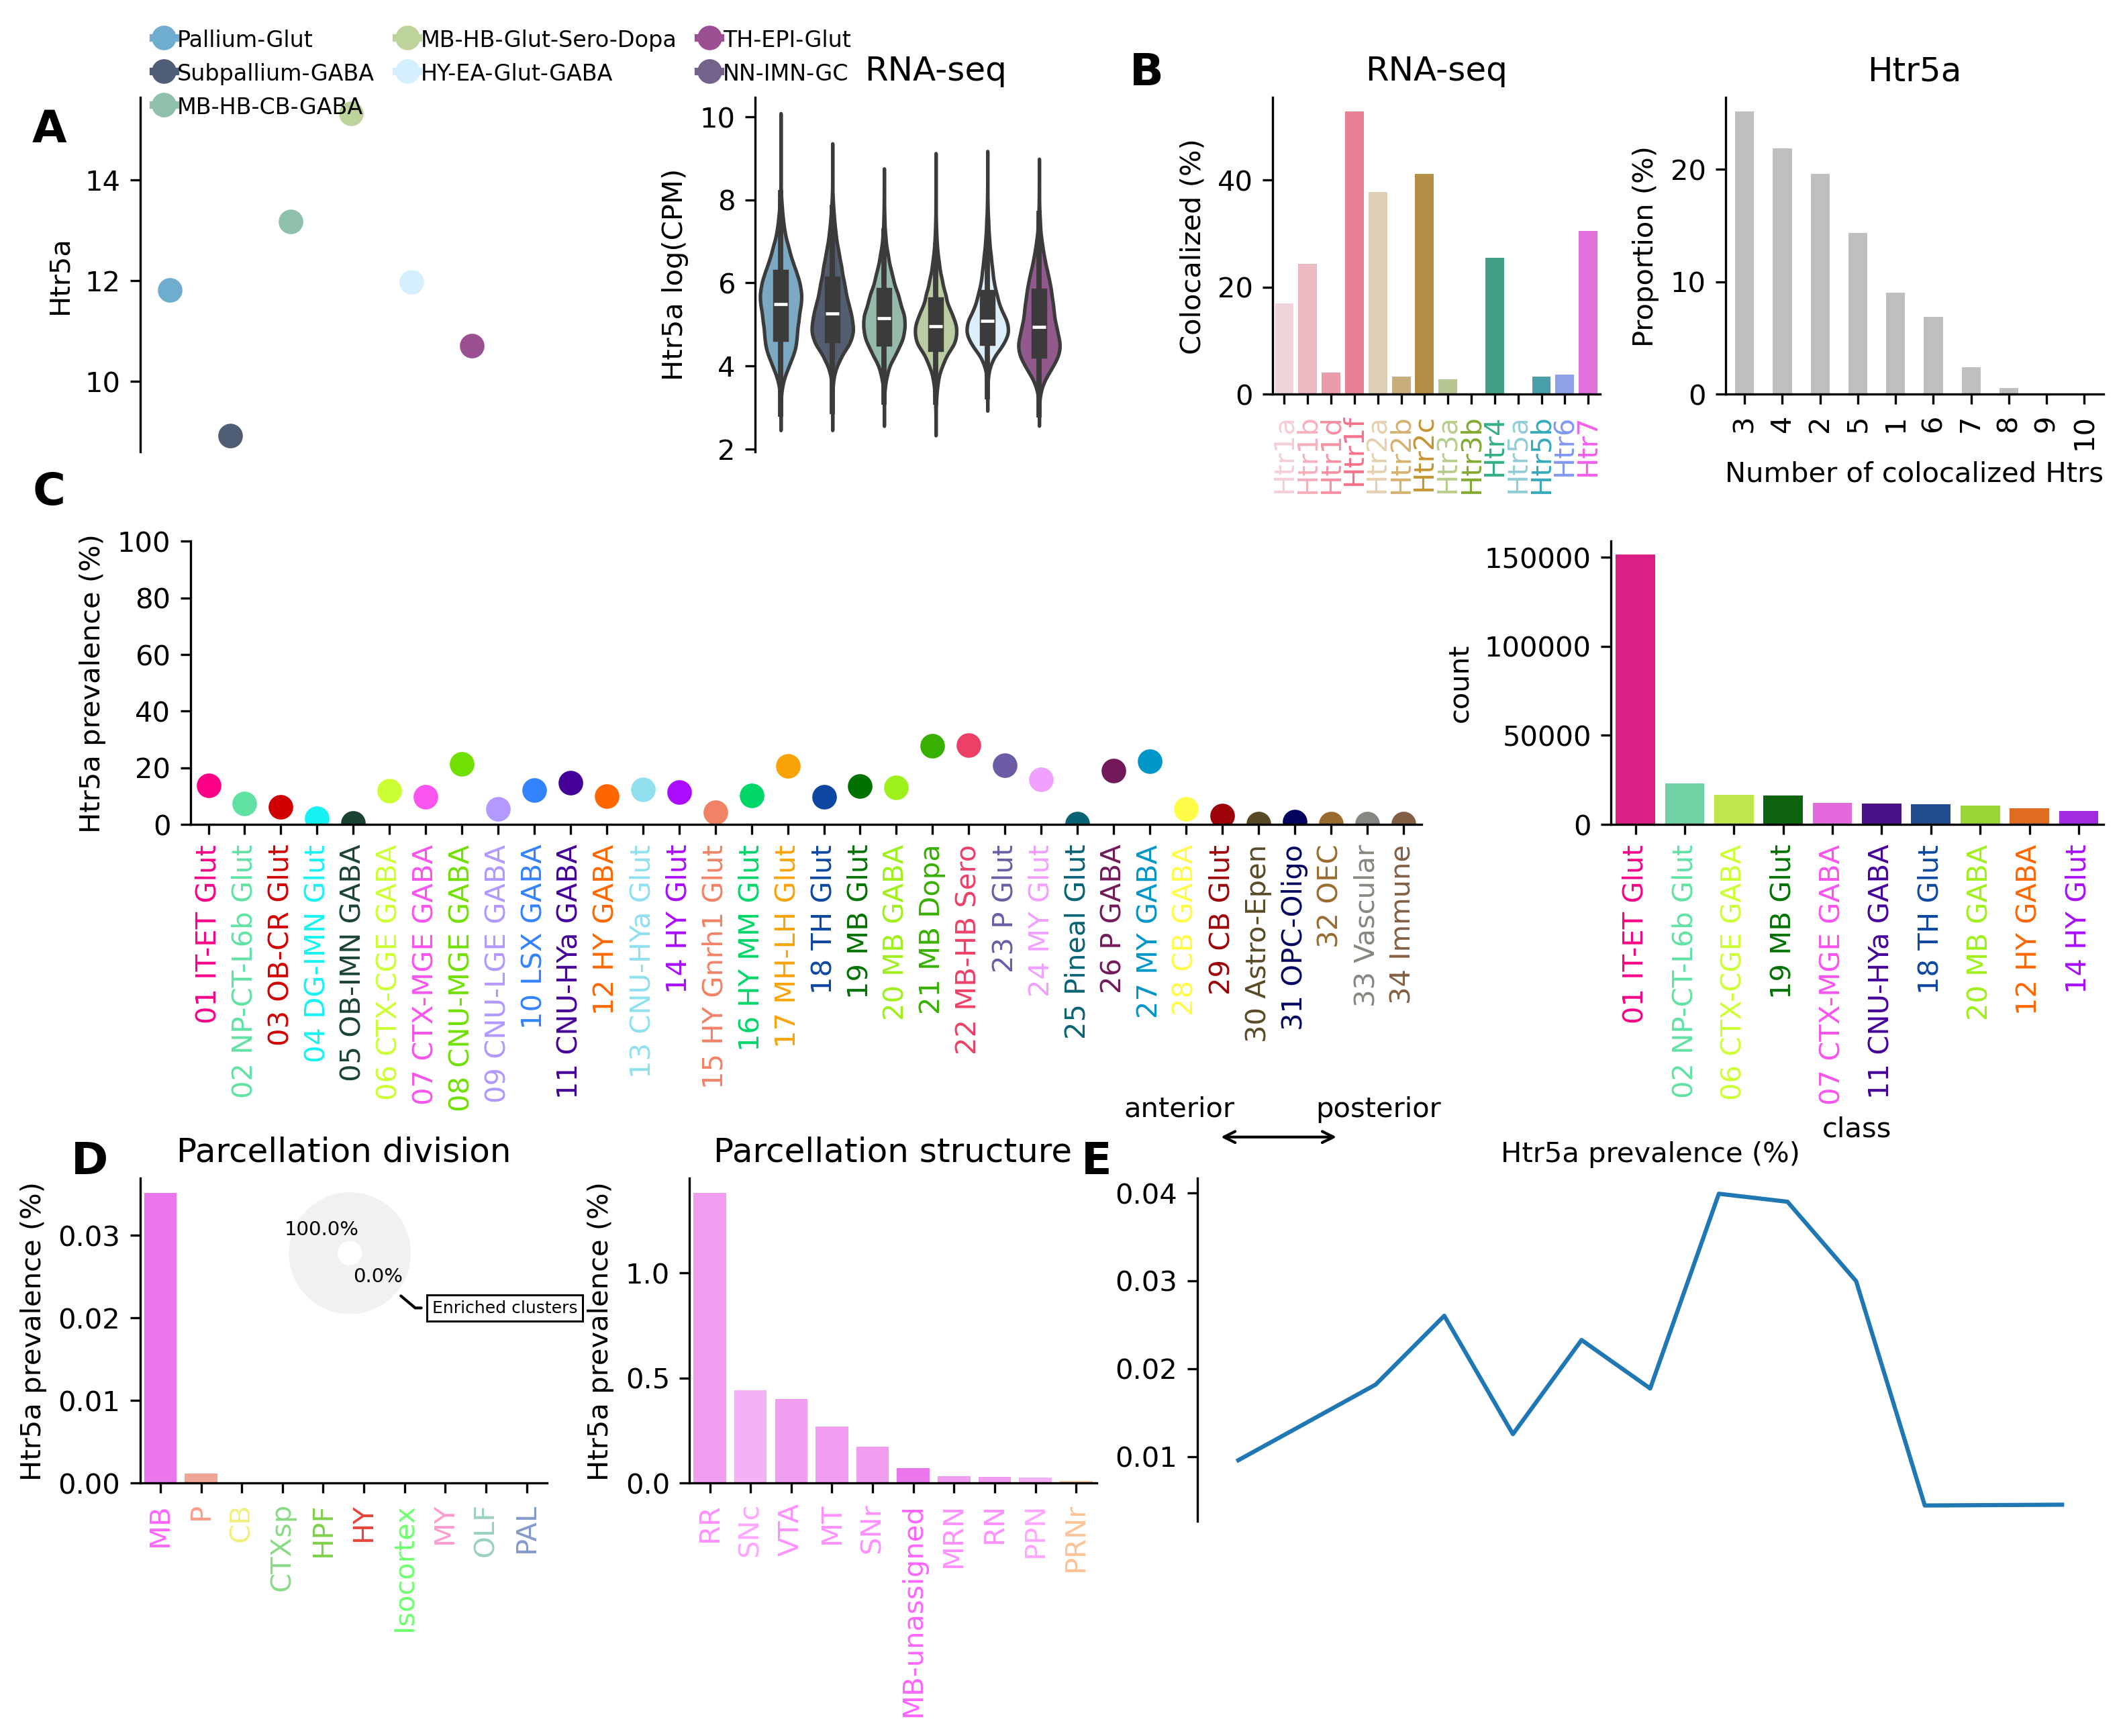 Pallium-Glut
Subpallium-GABA
MB-HB-CB-GABA
MB-HB-Glut-Sero-Dopa
HY-EA-Glut-GABA
TH-EPI-Glut
NN-IMN-GC
A
Htr5a
14
12
10
RNA-seq
Htr5a log(CPM)
10
8
6
4
2
B
RNA-seq
Colocalized (%)
40
20
0
Htr1a
Htr1b
Htr1d
Htr1f
Htr2a
Htr2b
Htr2c
Htr3a
Htr3b
Htr4
Htr5a
Htr5b
Htr6
Htr7
Htr5a
Proportion (%)
20
10
0
3
4
2
5
1
6
7
8
9
10
Number of colocalized Htrs
C
Htr5a prevalence (%)
100
80
60
40
20
0
01 IT-ET Glut
02 NP-CT-L6b Glut
03 OB-CR Glut
04 DG-IMN Glut
05 OB-IMN GABA
06 CTX-CGE GABA
07 CTX-MGE GABA
08 CNU-MGE GABA
09 CNU-LGE GABA
10 LSX GABA
11 CNU-HYa GABA
12 HY GABA
13 CNU-HYa Glut
14 HY Glut
15 HY Gnrh1 Glut
16 HY MM Glut
17 MH-LH Glut
18 TH Glut
19 MB Glut
20 MB GABA
21 MB Dopa
22 MB-HB Sero
23 P Glut
24 MY Glut
25 Pineal Glut
26 P GABA
27 MY GABA
28 CB GABA
29 CB Glut
30 Astro-Epen
31 OPC-Oligo
32 OEC
33 Vascular
34 Immune
count
150000
100000
50000
0
01 IT-ET Glut
02 NP-CT-L6b Glut
06 CTX-CGE GABA
19 MB Glut
07 CTX-MGE GABA
11 CNU-HYa GABA
18 TH Glut
20 MB GABA
12 HY GABA
14 HY Glut
class
D
Parcellation division
Htr5a prevalence (%)
0.03
0.02
0.01
0.00
100.0%
0.0%
Enriched clusters
MB
P
CB
CTXsp
HPF
HY
Isocortex
MY
OLF
PAL
Parcellation structure
Htr5a prevalence (%)
1.0
0.5
0.0
RR
SNc
VTA
MT
SNr
MB-unassigned
MRN
RN
PPN
PRNr
E
anterior
posterior
Htr5a prevalence (%)
0.04
0.03
0.02
0.01